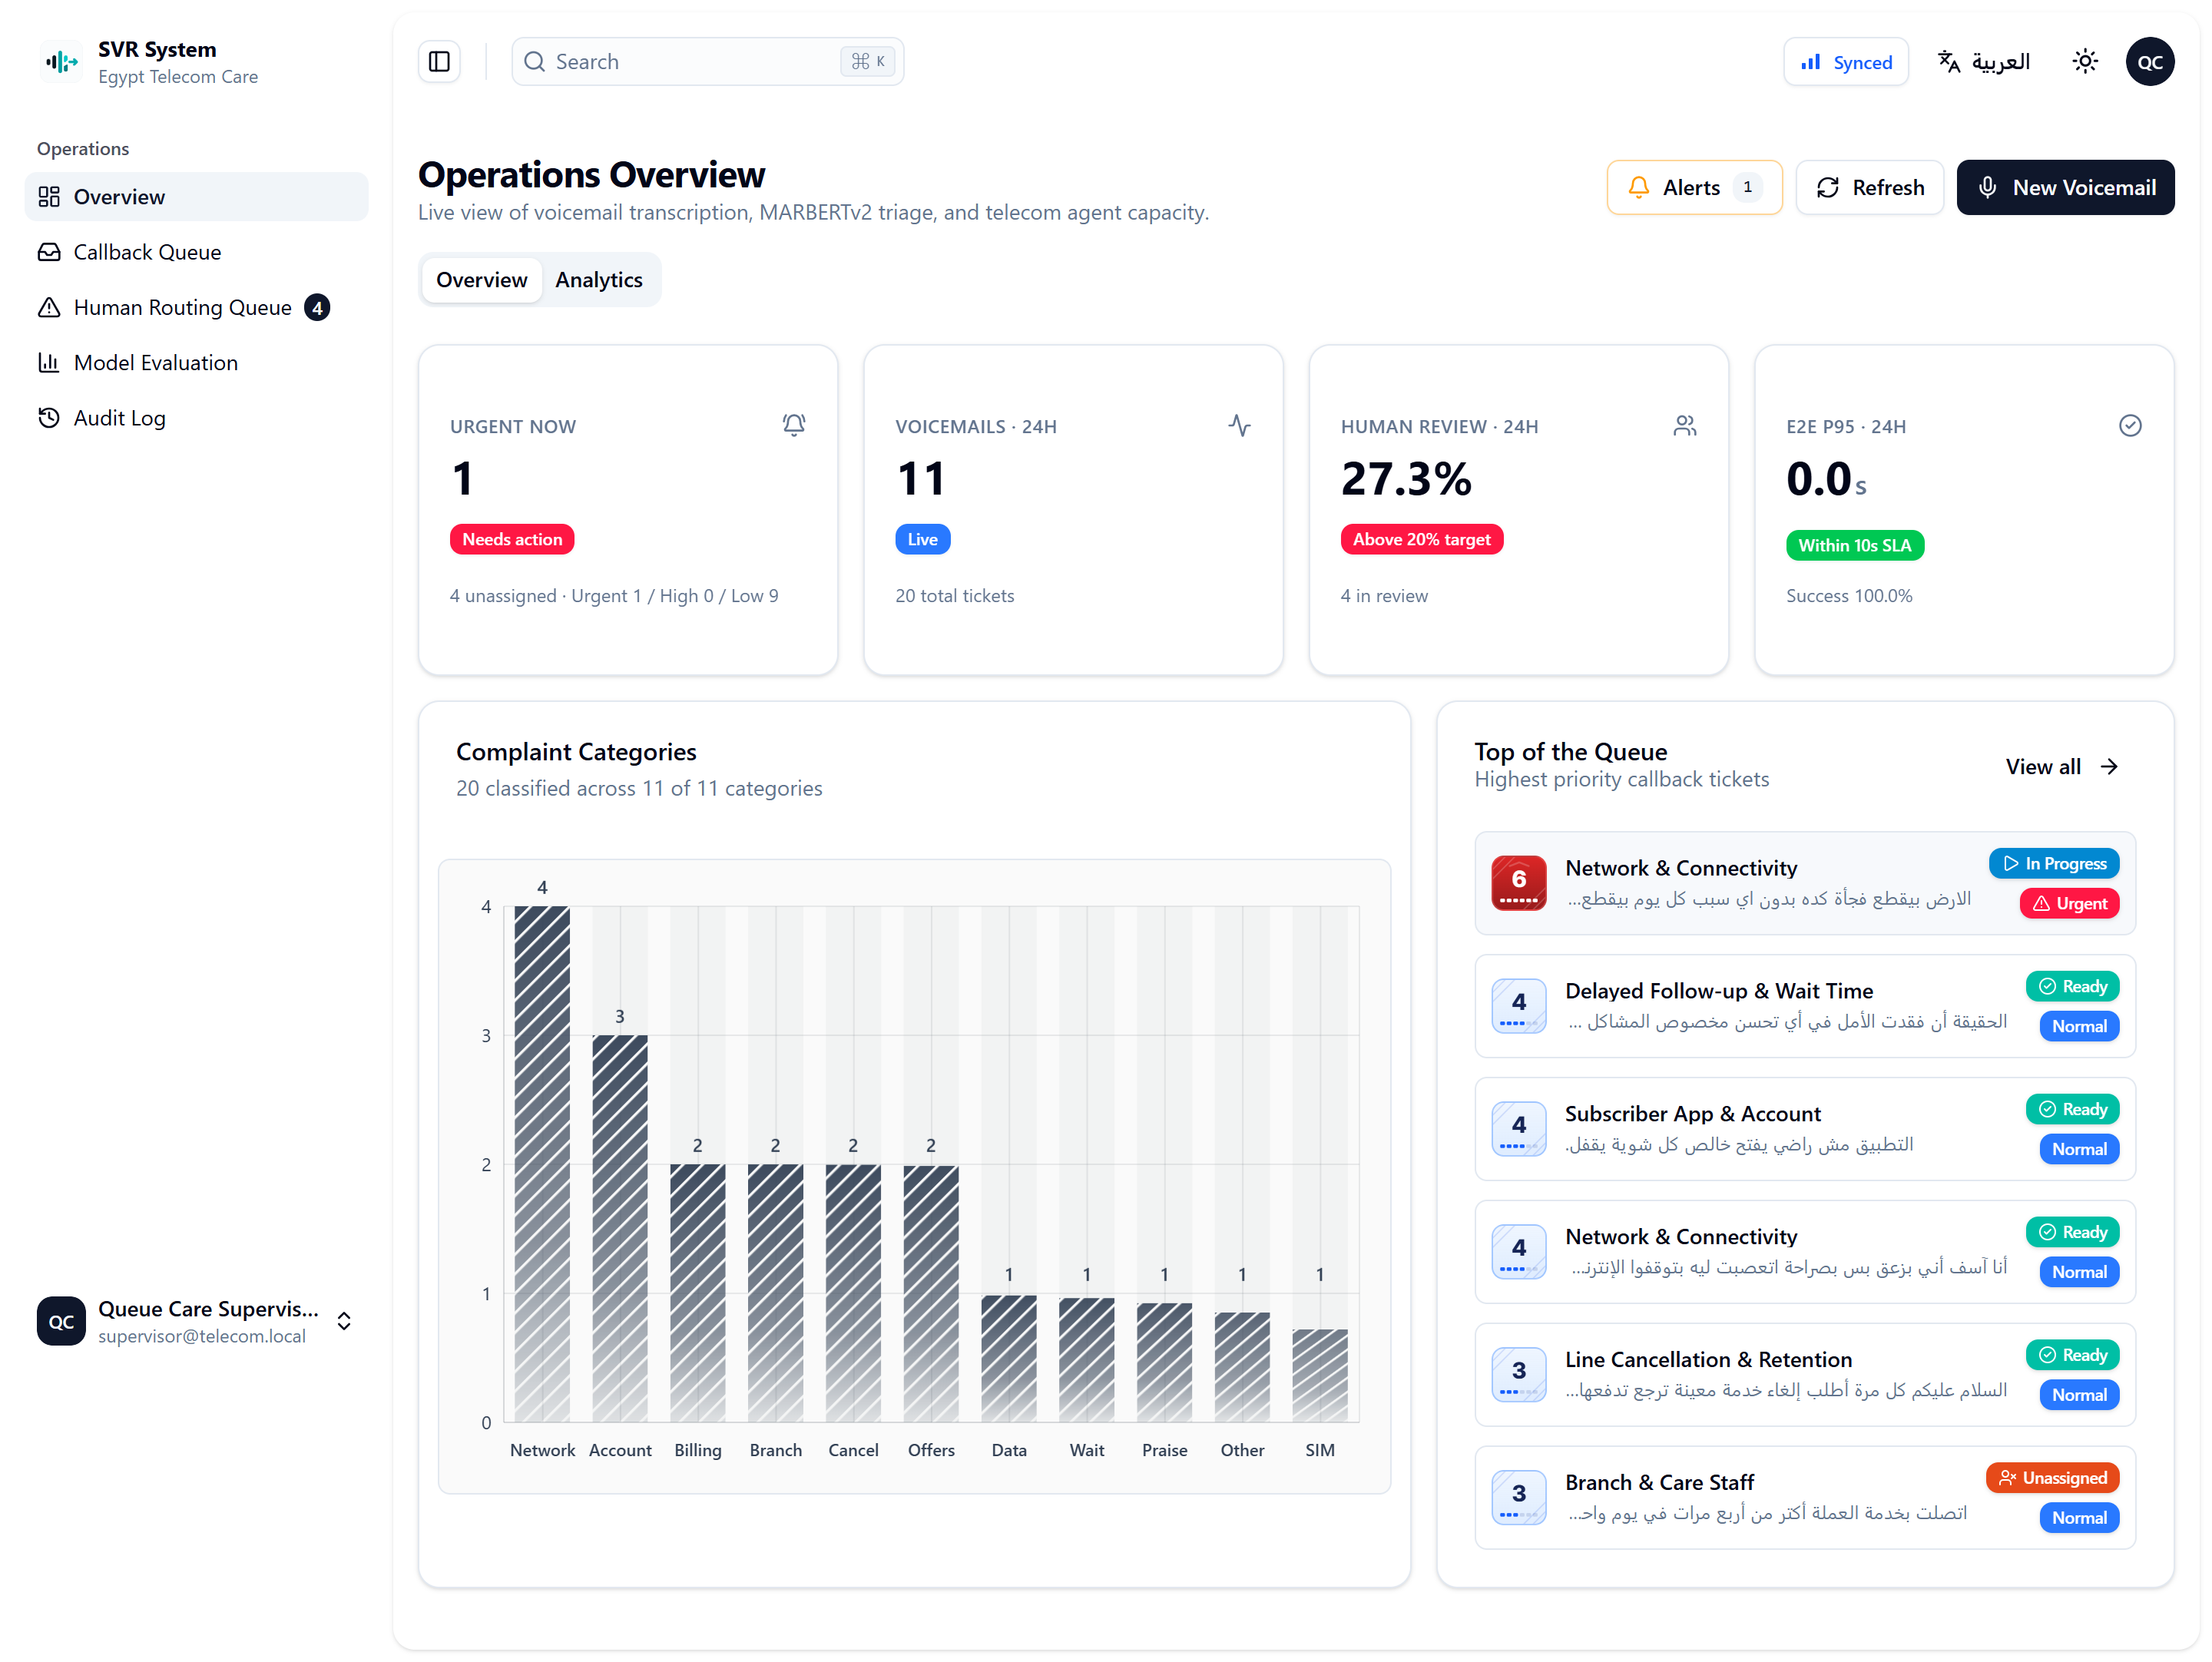 SVR System
Egypt Telecom Care
Operations
Overview
Callback Queue
Human Routing Queue 4
Model Evaluation
Audit Log
QC
Queue Care Supervis...
supervisor@telecom.local
Search
⌘ K
Synced
العربية
QC
Operations Overview
Live view of voicemail transcription, MARBERTv2 triage, and telecom agent capacity.
Alerts 1
Refresh
New Voicemail
Overview
Analytics
URGENT NOW
1
Needs action
4 unassigned · Urgent 1 / High 0 / Low 9
VOICEMAILS · 24H
11
Live
20 total tickets
HUMAN REVIEW · 24H
27.3%
Above 20% target
4 in review
E2E P95 · 24H
0.0s
Within 10s SLA
Success 100.0%
Complaint Categories
20 classified across 11 of 11 categories
4
3
2
1
0
4
3
2
2
2
2
1
1
1
1
1
Network
Account
Billing
Branch
Cancel
Offers
Data
Wait
Praise
Other
SIM
Top of the Queue
Highest priority callback tickets
View all
6
Network & Connectivity
الارض بيقطع فجأة كده بدون اي سبب كل يوم بيقطع...
In Progress
Urgent
4
Delayed Follow-up & Wait Time
الحقيقة أن فقدت الأمل في أي تحسن مخصوص المشاكل ...
Ready
Normal
4
Subscriber App & Account
التطبيق مش راضي يفتح خالص كل شوية يقفل.
Ready
Normal
4
Network & Connectivity
أنا آسف أني بزعق بس بصراحة اتعصبت ليه بتوقفوا الإنترنـ...
Ready
Normal
3
Line Cancellation & Retention
السلام عليكم كل مرة أطلب إلغاء خدمة معينة ترجع تدفعها...
Ready
Normal
3
Branch & Care Staff
اتصلت بخدمة العملة أكتر من أربع مرات في يوم واحـ...
Unassigned
Normal